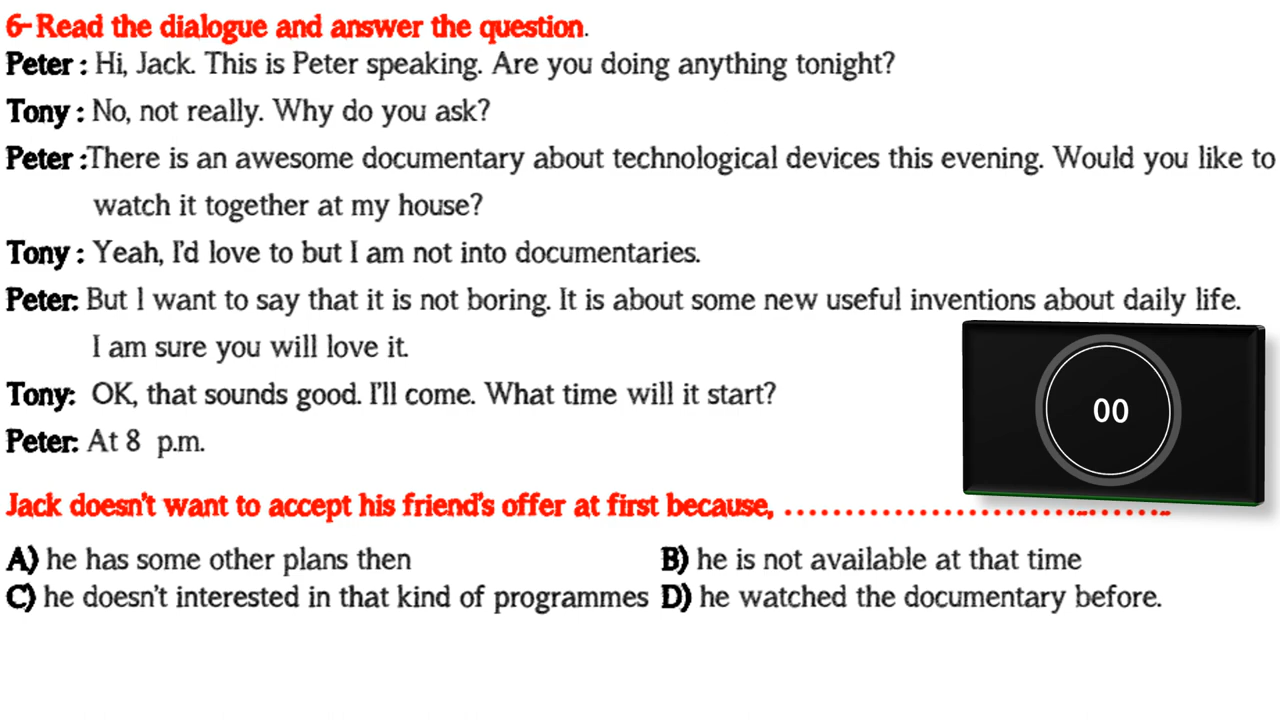 6- Read the dialogue and answer the question.
Peter : Hi, Jack. This is Peter speaking. Are you doing anything tonight?
Tony : No, not really. Why do you ask?
Peter :There is an awesome documentary about technological devices this evening. Would you like to
watch it together at my house?
Tony : Yeah, I'd love to but I am not into documentaries.
Peter: But I want to say that it is not boring. It is about some new useful inventions about daily life.
I am sure you will love it.
Tony: OK, that sounds good. I'll come. What time will it start?
Peter: At 8 p.m.
00
Jack doesn't want to accept his friend's offer at first because, ................................
A) he has some other plans then B) he is not available at that time
C) he doesn't interested in that kind of programmes D) he watched the documentary before.